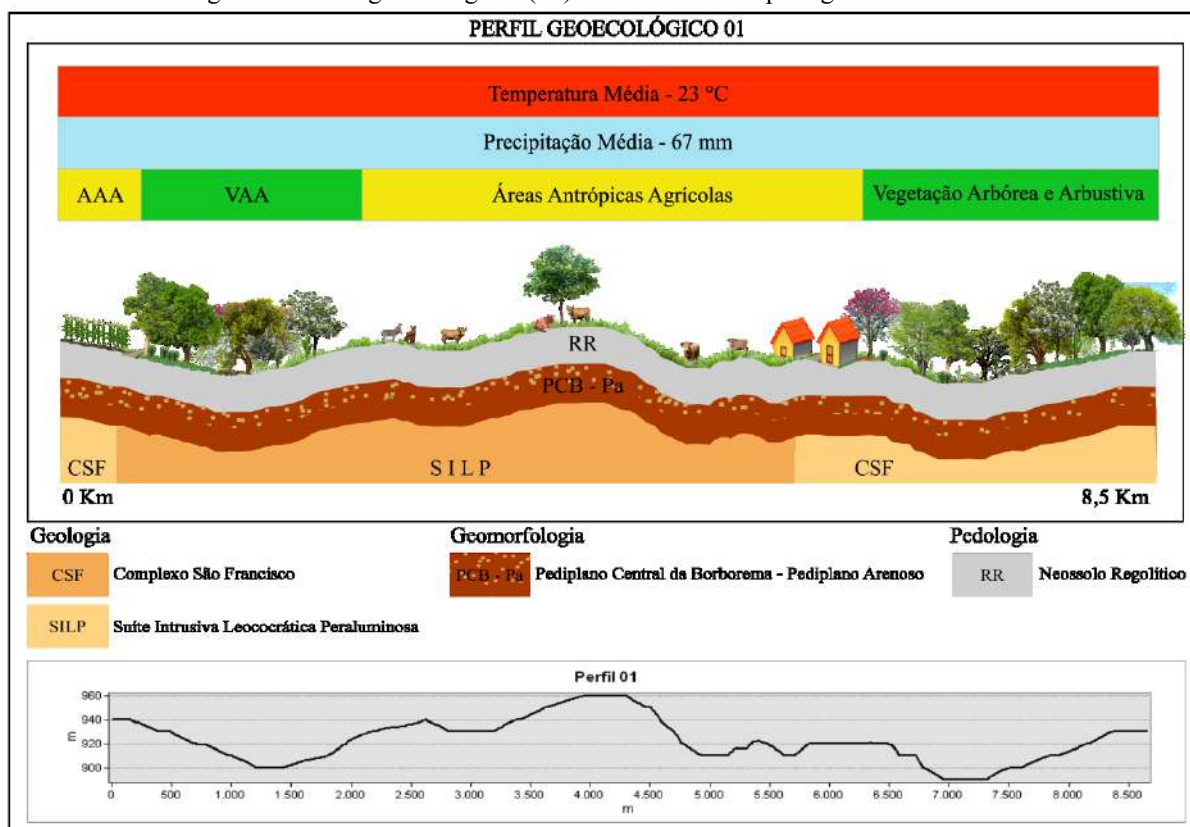 PERFIL GEOECOLÓGICO 01
Temperatura Média - 23 °C
Precipitação Média - 67 mm
AAA VAA Áreas Antrópicas Agrícolas Vegetação Arbórea e Arbustiva
RR
PCB - Pa
CSF S I L P CSF
0 Km 8,5 Km
Geologia Geomorfologia Pedologia
CSF Complexo São Francisco PCB - Pa Pediplano Central da Borborema - Pediplano Arenoso RR Neossolo Regolítico
SILP Suíte Intrusiva Leococrática Peraluminosa
Perfil 01
960
940
920
900
m
0 500 1.000 1.500 2.000 2.500 3.000 3.500 4.000 4.500 5.000 5.500 6.000 6.500 7.000 7.500 8.000 8.500
m